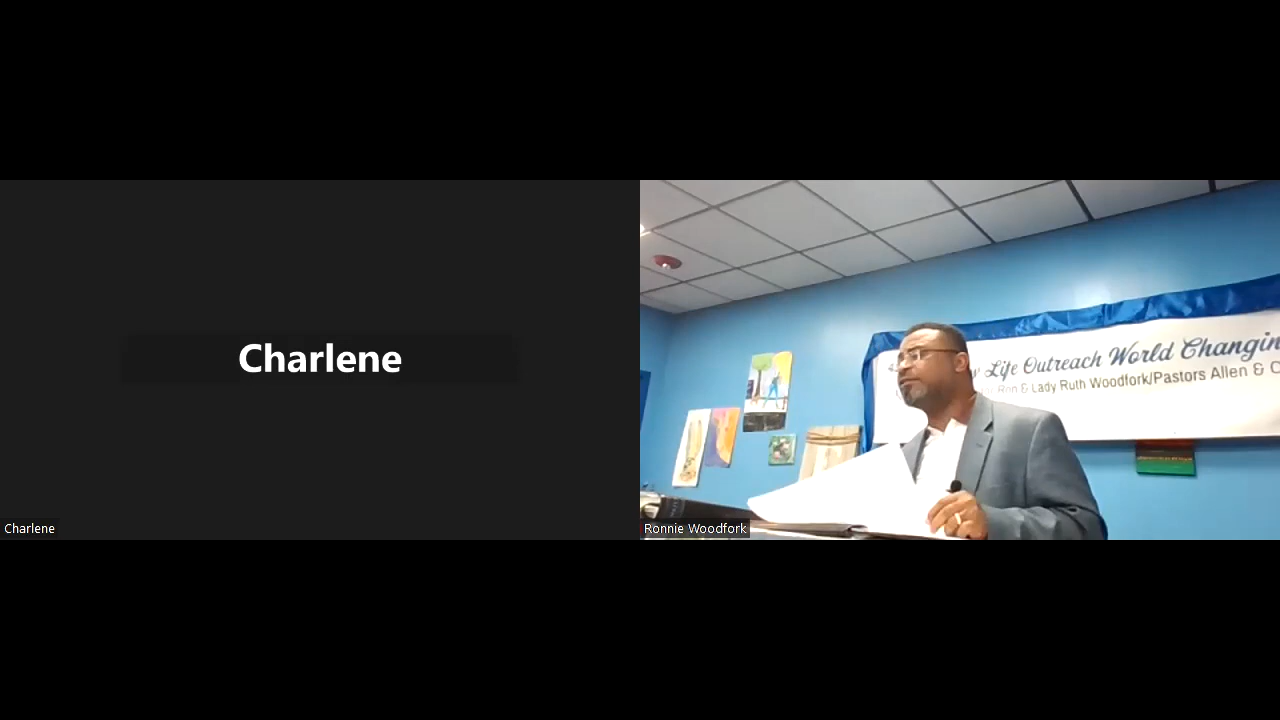 Charlene
Charlene
Life Outreach World Changin
Ron & Lady Ruth Woodfork/Pastors Allen & C
Ronnie Woodfork